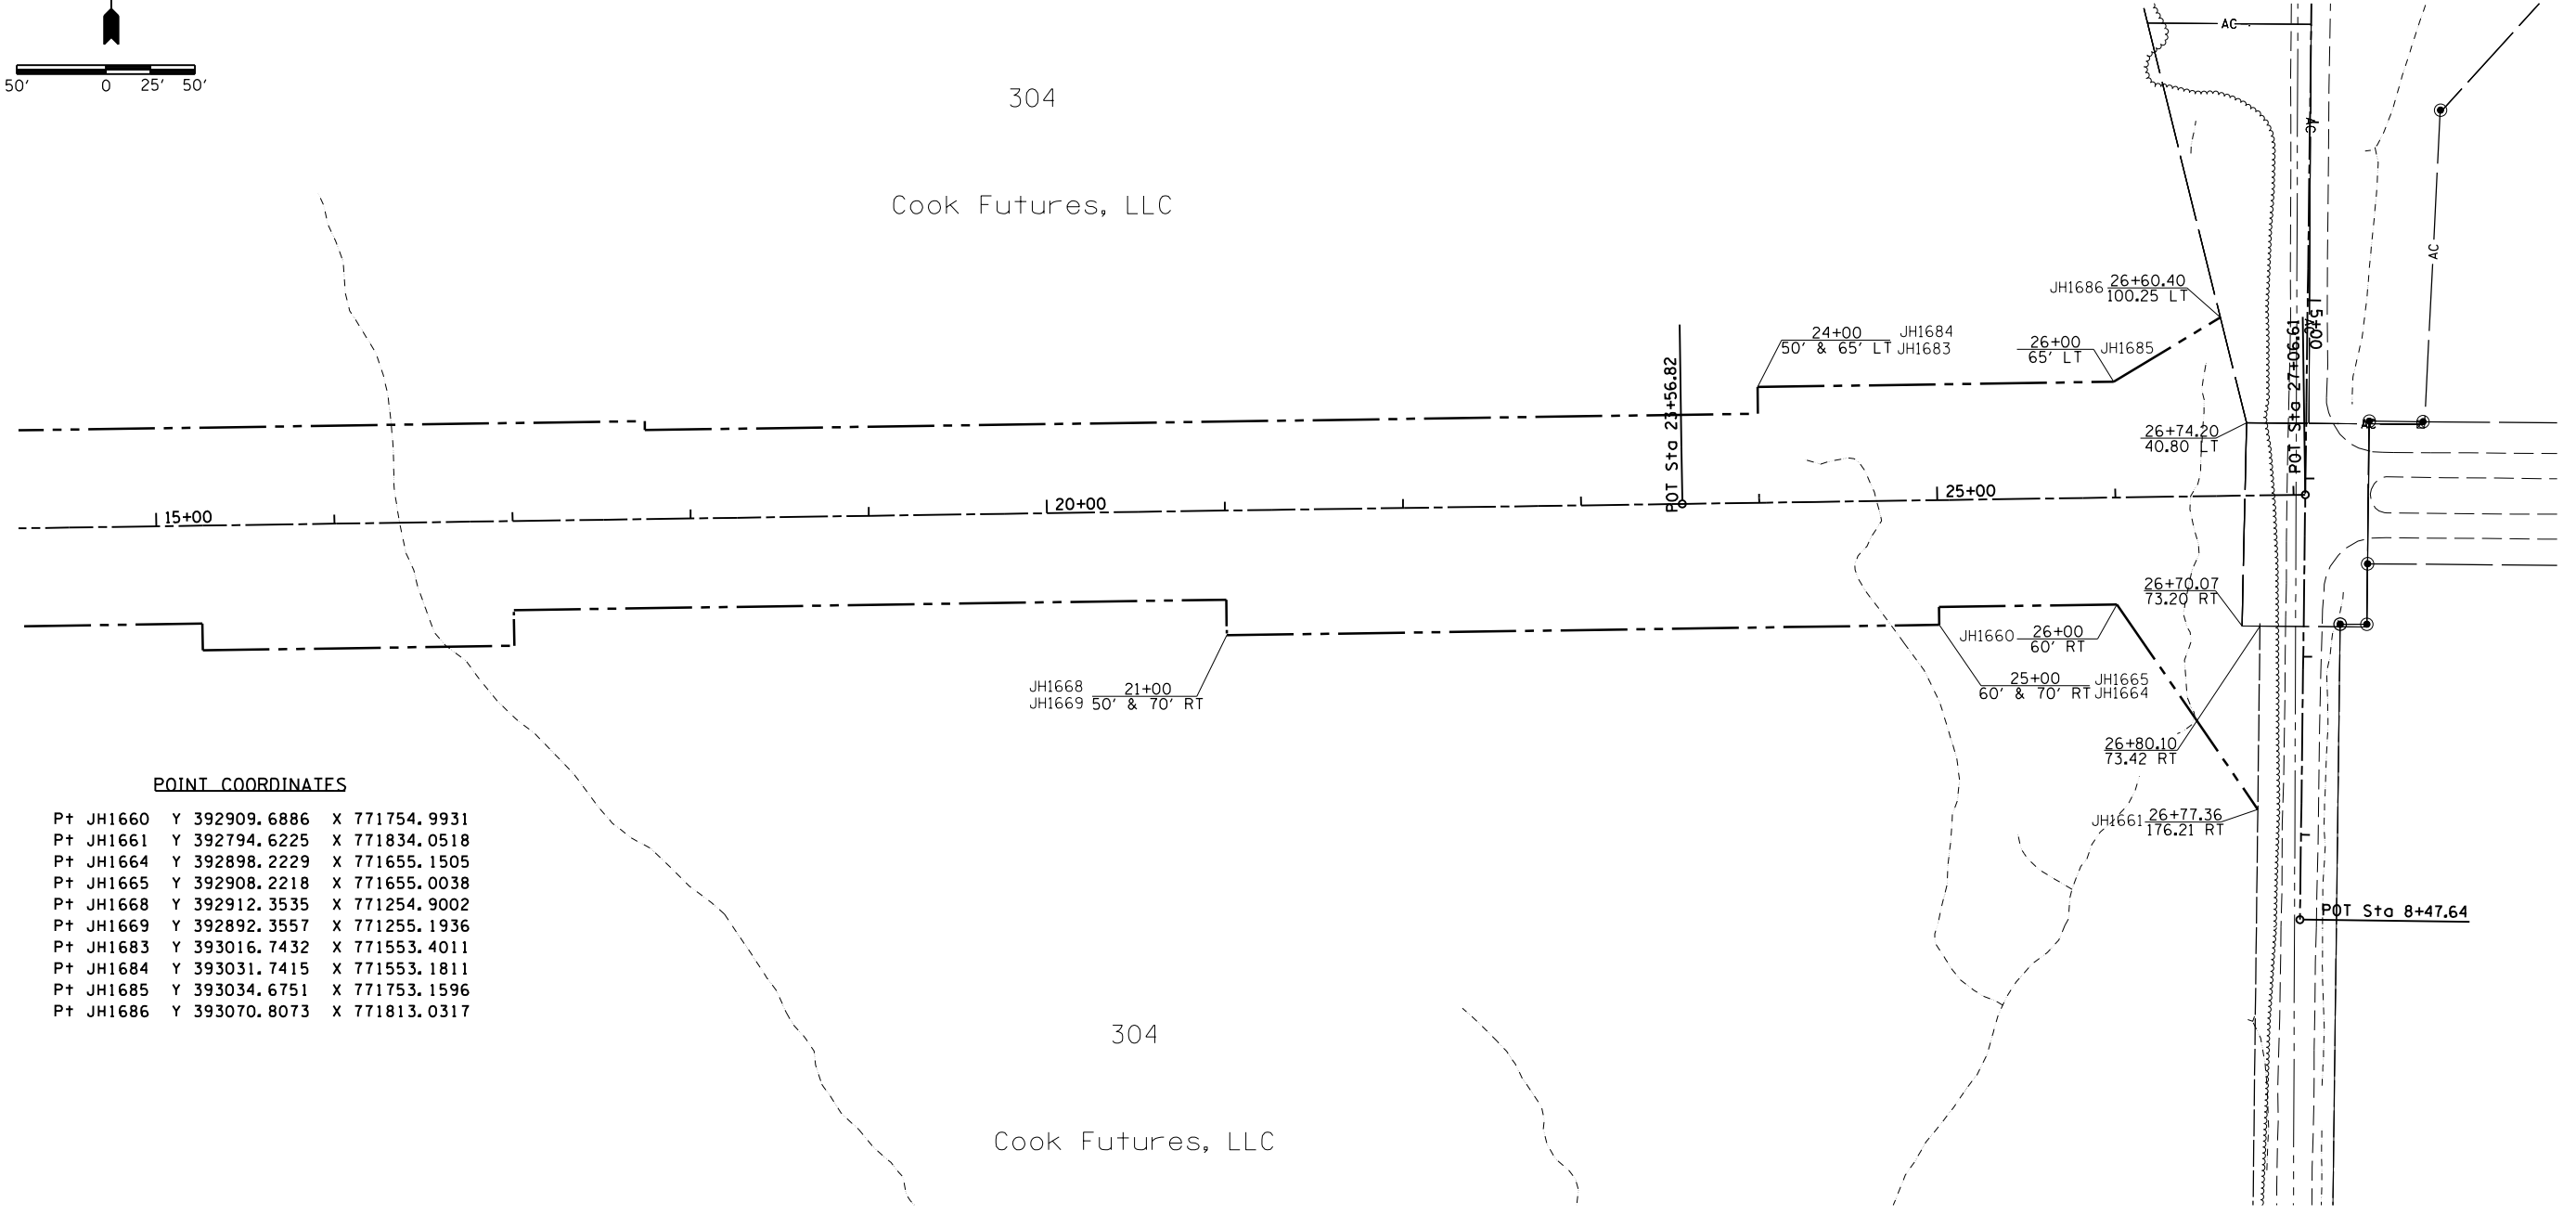 50' 0 25' 50'
304
Cook Futures, LLC
AC
AC
AC
JH1686 26+60.40
100.25 LT
24+00 JH1684
50' & 65' LT JH1683
26+00 JH1685
65' LT
POT Sta 23+56.82
POT Sta 27+06.61
5+00
26+74.20
40.80 LT
15+00
20+00
25+00
26+70.07
73.20 RT
JH1660 26+00
60' RT
JH1668 21+00
JH1669 50' & 70' RT
25+00 JH1665
60' & 70' RT JH1664
26+80.10
73.42 RT
JH1661 26+77.36
176.21 RT
POT Sta 8+47.64
POINT COORDINATES
Pt JH1660 Y 392909.6886 X 771754.9931
Pt JH1661 Y 392794.6225 X 771834.0518
Pt JH1664 Y 392898.2229 X 771655.1505
Pt JH1665 Y 392908.2218 X 771655.0038
Pt JH1668 Y 392912.3535 X 771254.9002
Pt JH1669 Y 392892.3557 X 771255.1936
Pt JH1683 Y 393016.7432 X 771553.4011
Pt JH1684 Y 393031.7415 X 771553.1811
Pt JH1685 Y 393034.6751 X 771753.1596
Pt JH1686 Y 393070.8073 X 771813.0317
304
Cook Futures, LLC